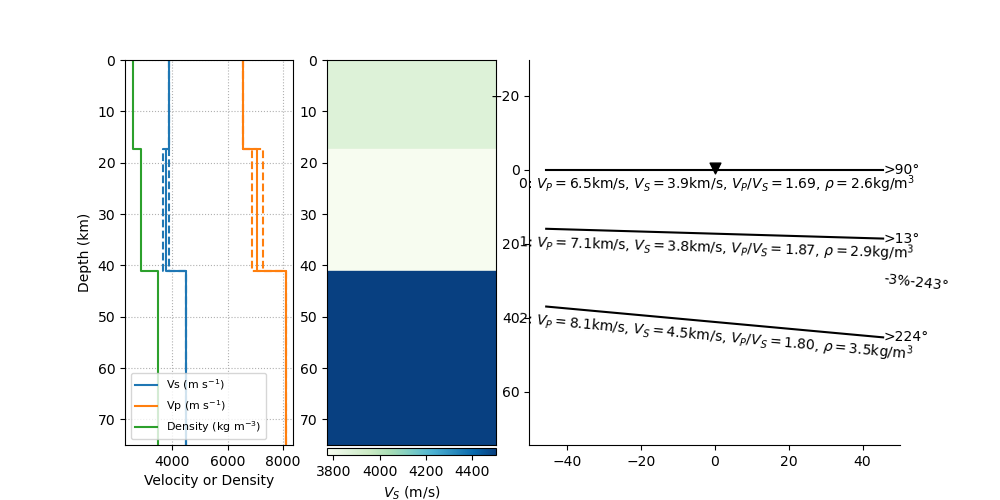 0
10
20
30
40
50
60
70
Depth (km)
4000 6000 8000
Velocity or Density
Vs (m s⁻¹)
Vp (m s⁻¹)
Density (kg m⁻³)
0
10
20
30
40
50
60
70
3800 4000 4200 4400
V_S (m/s)
−20
0
20
40
60
−40 −20 0 20 40
>90°
0: V_P = 6.5km/s, V_S = 3.9km/s, V_P/V_S = 1.69, ρ = 2.6kg/m³
>13°
1: V_P = 7.1km/s, V_S = 3.8km/s, V_P/V_S = 1.87, ρ = 2.9kg/m³
-3%-243°
>224°
2: V_P = 8.1km/s, V_S = 4.5km/s, V_P/V_S = 1.80, ρ = 3.5kg/m³